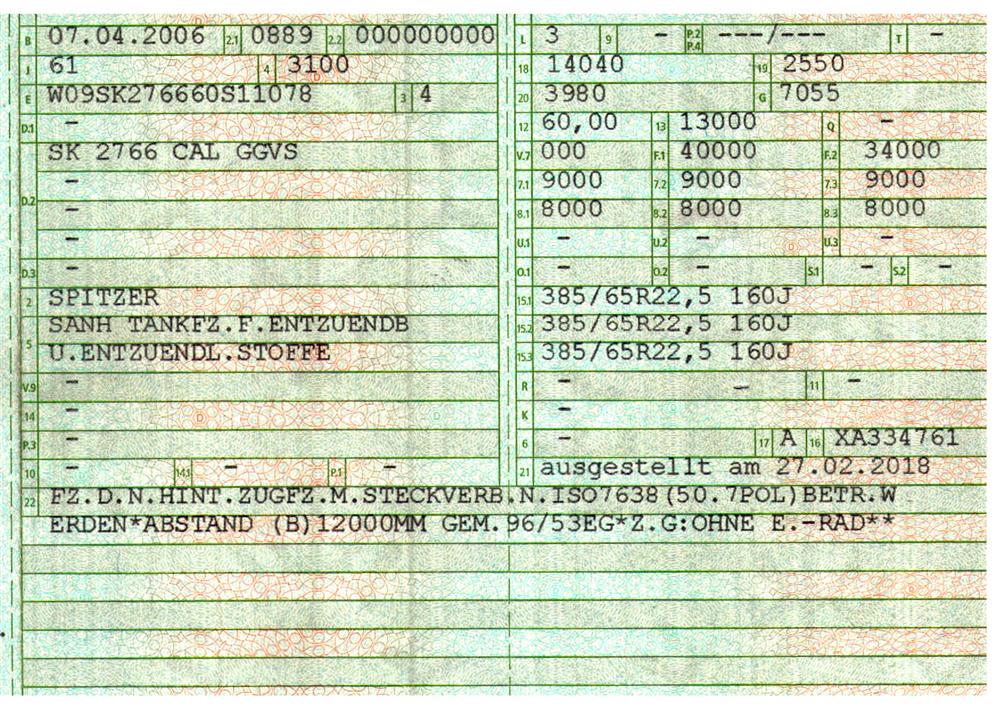 B 07.04.2006 2.1 0889 2.2 000000000
J 61 4 3100
E W09SK276660S11078 3 4
D.1 -
SK 2766 CAL GGVS
D.2 -
-
-
D.3 -
2 SPITZER
SANH TANKFZ.F.ENTZUENDB
5 U.ENTZUENDL.STOFFE
V.9 -
14 -
P.3 -
10 - 14.1 - P.1 -
L 3 9 - P.2 P.4 ---/--- T -
18 14040 19 2550
20 3980 G 7055
12 60,00 13 13000 Q -
V.7 000 F.1 40000 F.2 34000
7.1 9000 7.2 9000 7.3 9000
8.1 8000 8.2 8000 8.3 8000
U.1 - U.2 - U.3 -
O.1 - O.2 - S.1 - S.2 -
15.1 385/65R22,5 160J
15.2 385/65R22,5 160J
15.3 385/65R22,5 160J
R - - 11 -
K -
6 - 17 A 16 XA334761
21 ausgestellt am 27.02.2018
22 FZ.D.N.HINT.ZUGFZ.M.STECKVERB.N.ISO7638(50.7POL)BETR.W
ERDEN*ABSTAND (B)12000MM GEM.96/53EG*Z.G:OHNE E.-RAD**